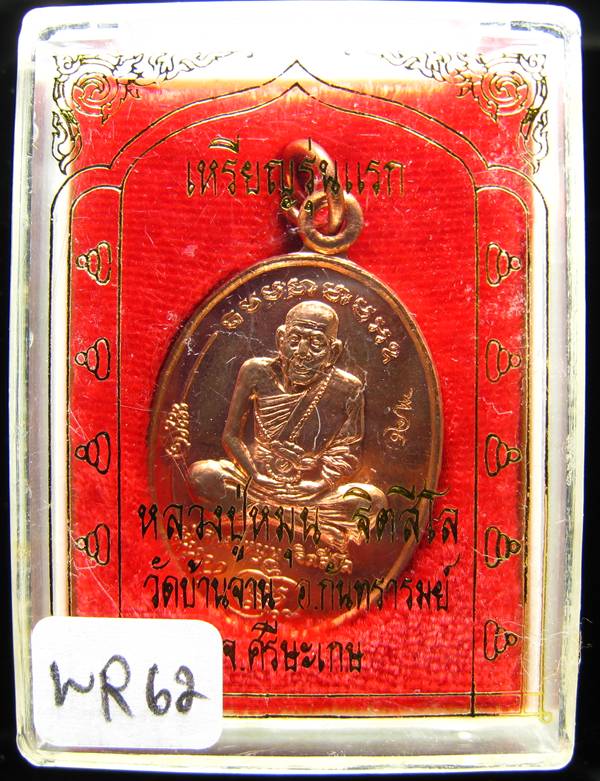 เหรียญรุ่นแรก
หลวงปู่หมุน ฐิตสีโล
วัดบ้านจาน อ.กันทรารมย์
จ.ศรีษะเกษ
WR62